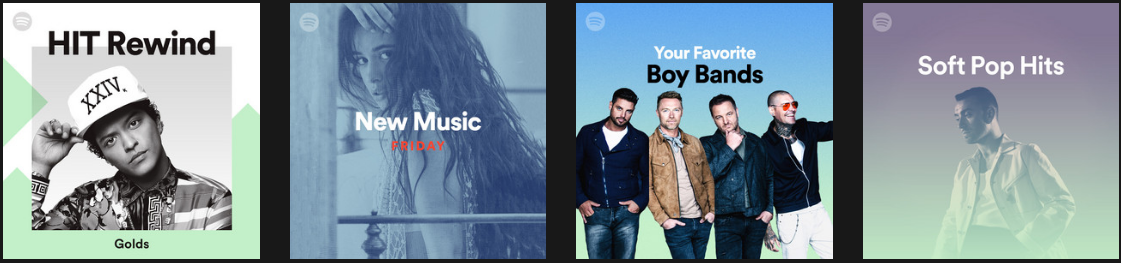 HIT Rewind
XXIV.
Golds
New Music
FRIDAY
Your Favorite
Boy Bands
Soft Pop Hits